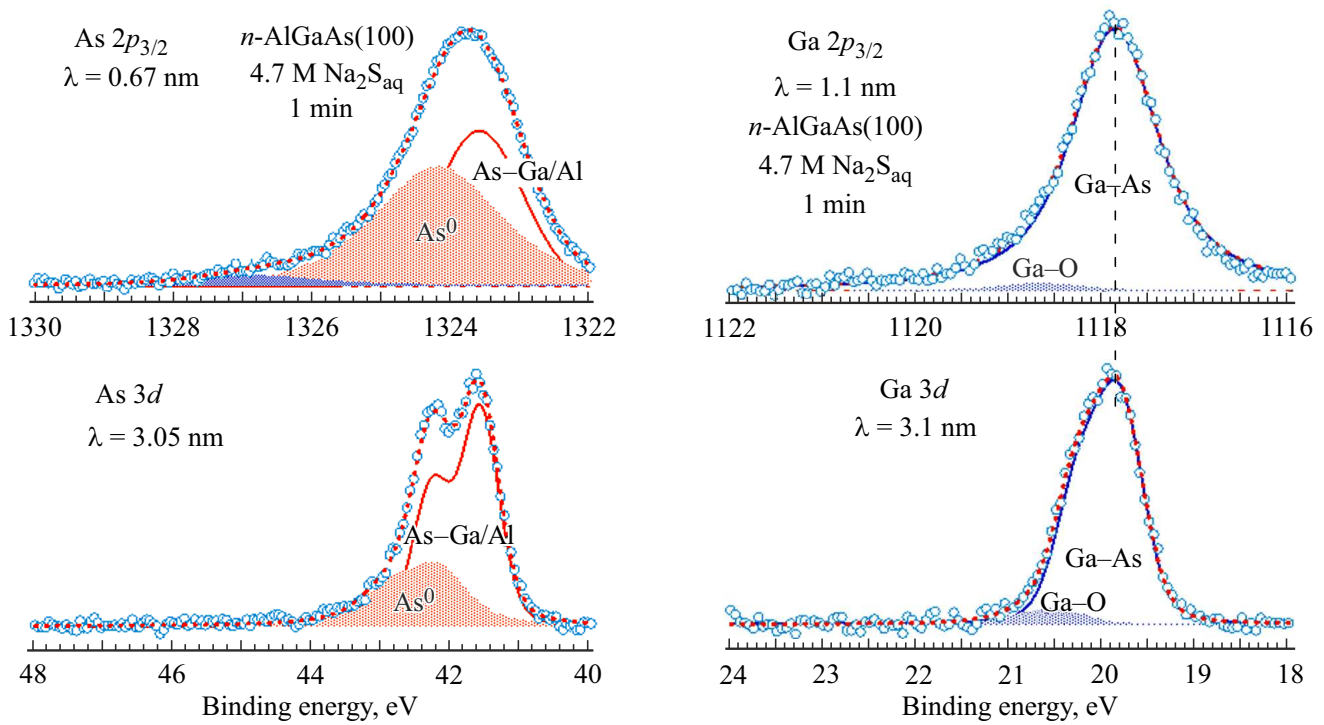 As 2p3/2
λ = 0.67 nm
n-AlGaAs(100)
4.7 M Na2Saq
1 min
As–Ga/Al
As0
1330 1328 1326 1324 1322
Ga 2p3/2
λ = 1.1 nm
n-AlGaAs(100)
4.7 M Na2Saq
1 min
Ga–As
Ga–O
1122 1120 1118 1116
As 3d
λ = 3.05 nm
As–Ga/Al
As0
48 46 44 42 40
Binding energy, eV
Ga 3d
λ = 3.1 nm
Ga–As
Ga–O
24 23 22 21 20 19 18
Binding energy, eV